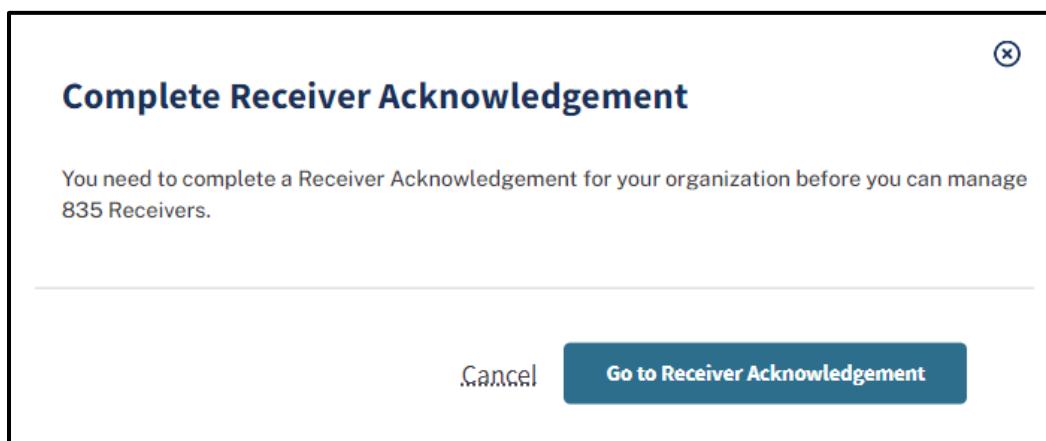 Complete Receiver Acknowledgement
You need to complete a Receiver Acknowledgement for your organization before you can manage
835 Receivers.
Cancel
Go to Receiver Acknowledgement